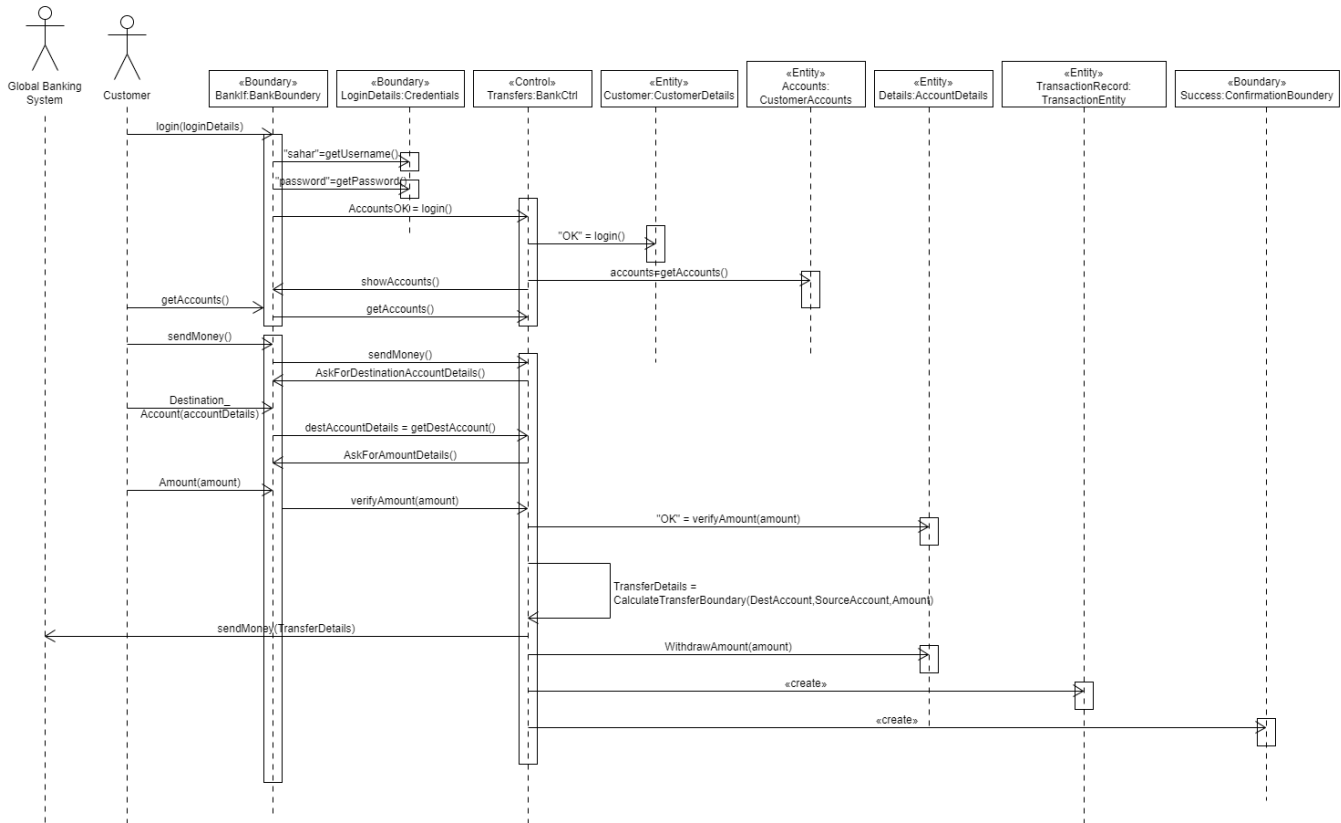 Global Banking
System
Customer
«Boundary»
BankIf:BankBoundery
«Boundary»
LoginDetails:Credentials
«Control»
Transfers:BankCtrl
«Entity»
Customer:CustomerDetails
«Entity»
Accounts:
CustomerAccounts
«Entity»
Details:AccountDetails
«Entity»
TransactionRecord:
TransactionEntity
«Boundary»
Success:ConfirmationBoundery
login(loginDetails)
"sahar"=getUsername()
"password"=getPassword()
AccountsOK = login()
"OK" = login()
accounts=getAccounts()
showAccounts()
getAccounts()
getAccounts()
sendMoney()
sendMoney()
AskForDestinationAccountDetails()
Destination_
Account(accountDetails)
destAccountDetails = getDestAccount()
AskForAmountDetails()
Amount(amount)
verifyAmount(amount)
"OK" = verifyAmount(amount)
TransferDetails =
CalculateTransferBoundary(DestAccount,SourceAccount,Amount)
sendMoney(TransferDetails)
WithdrawAmount(amount)
«create»
«create»